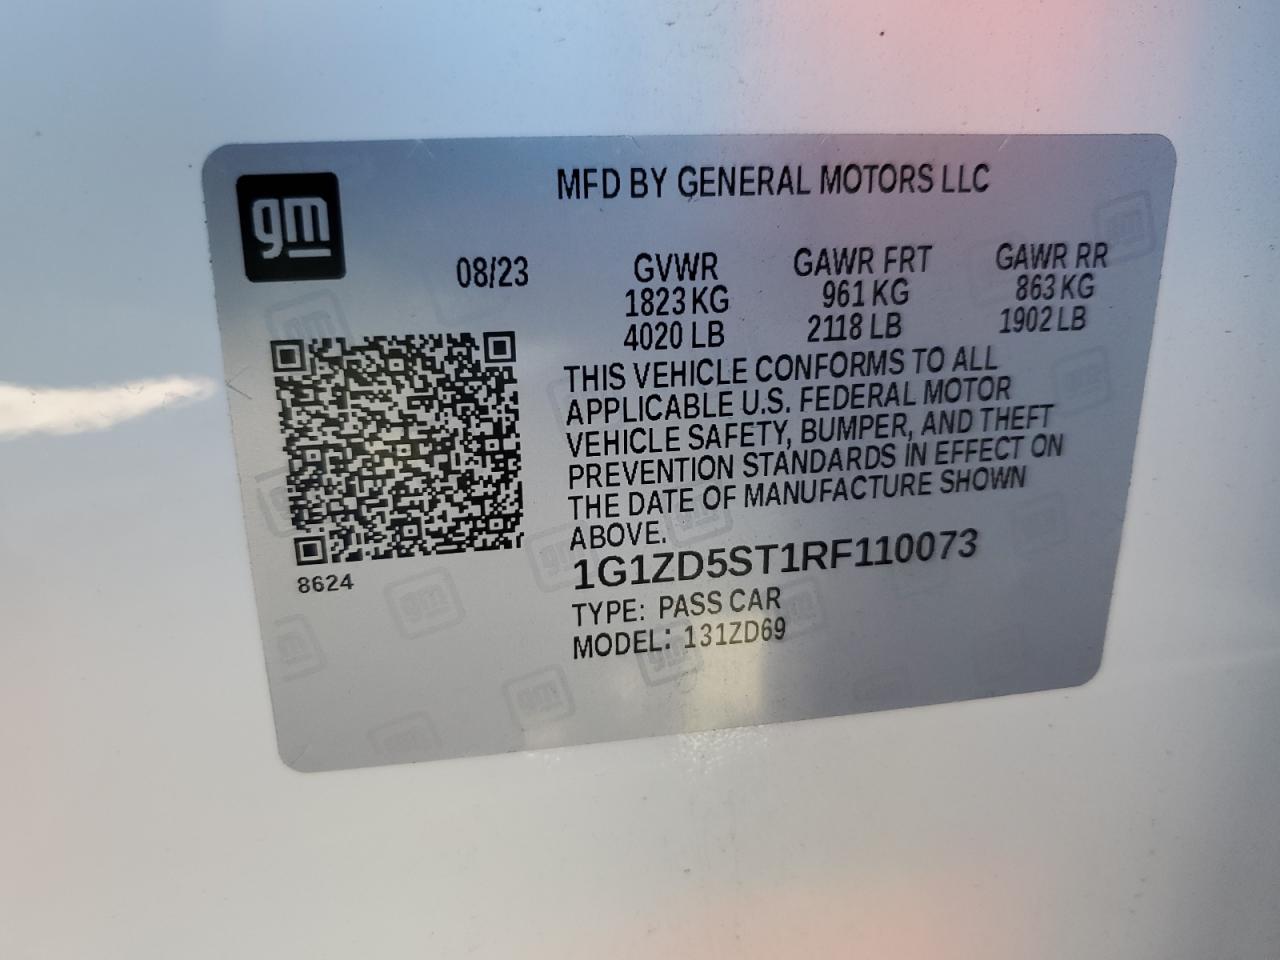 gm
MFD BY GENERAL MOTORS LLC
08/23
GVWR GAWR FRT GAWR RR
1823 KG 961 KG 863 KG
4020 LB 2118 LB 1902 LB
THIS VEHICLE CONFORMS TO ALL
APPLICABLE U.S. FEDERAL MOTOR
VEHICLE SAFETY, BUMPER, AND THEFT
PREVENTION STANDARDS IN EFFECT ON
THE DATE OF MANUFACTURE SHOWN
ABOVE.
8624
1G1ZD5ST1RF110073
TYPE: PASS CAR
MODEL: 131ZD69